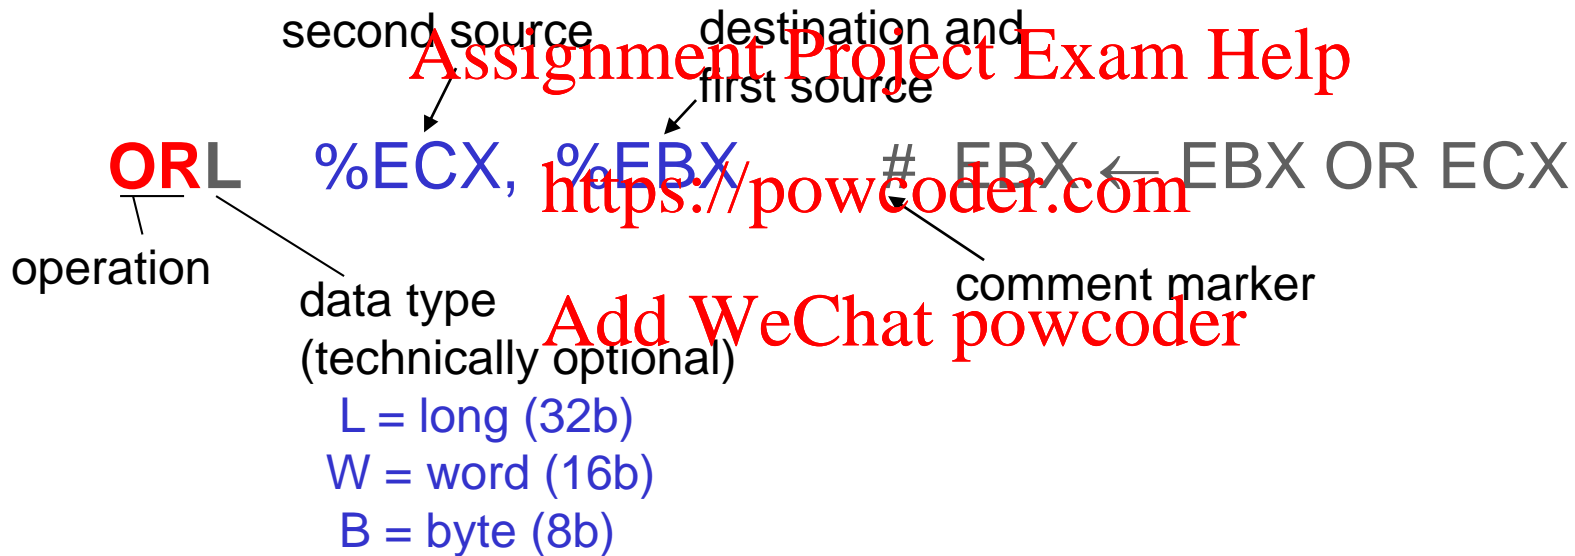 second source
destination and
first source
Assignment Project Exam Help
ORL %ECX, %EBX # EBX ← EBX OR ECX
https://powcoder.com
operation
data type
(technically optional)
comment marker
Add WeChat powcoder
L = long (32b)
W = word (16b)
B = byte (8b)